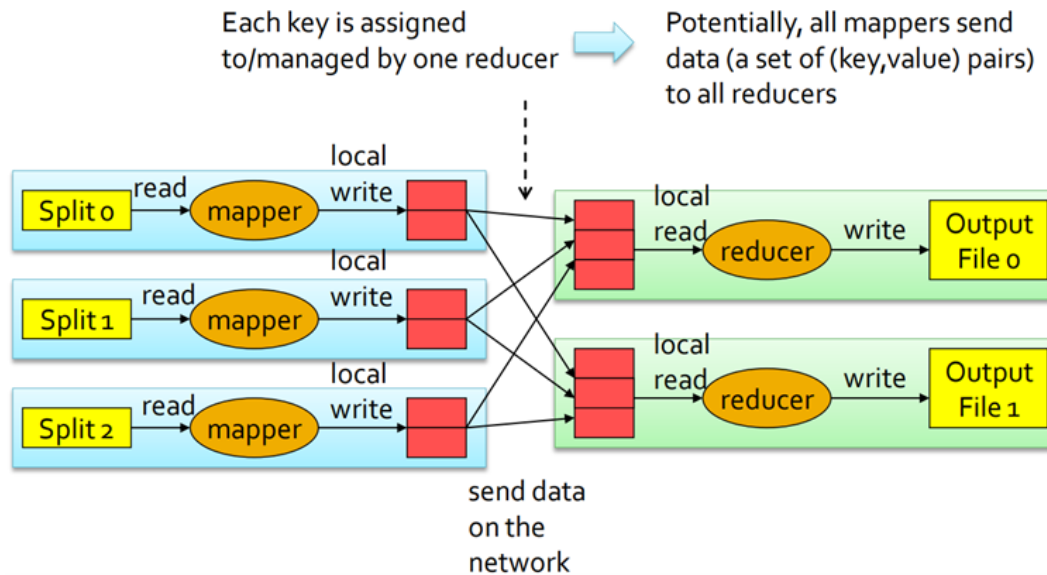 Each key is assigned
to/managed by one reducer
Potentially, all mappers send
data (a set of (key,value) pairs)
to all reducers
Split 0
read
mapper
local
write
Split 1
read
mapper
local
write
Split 2
read
mapper
local
write
local
read
reducer
write
Output
File 0
local
read
reducer
write
Output
File 1
send data
on the
network